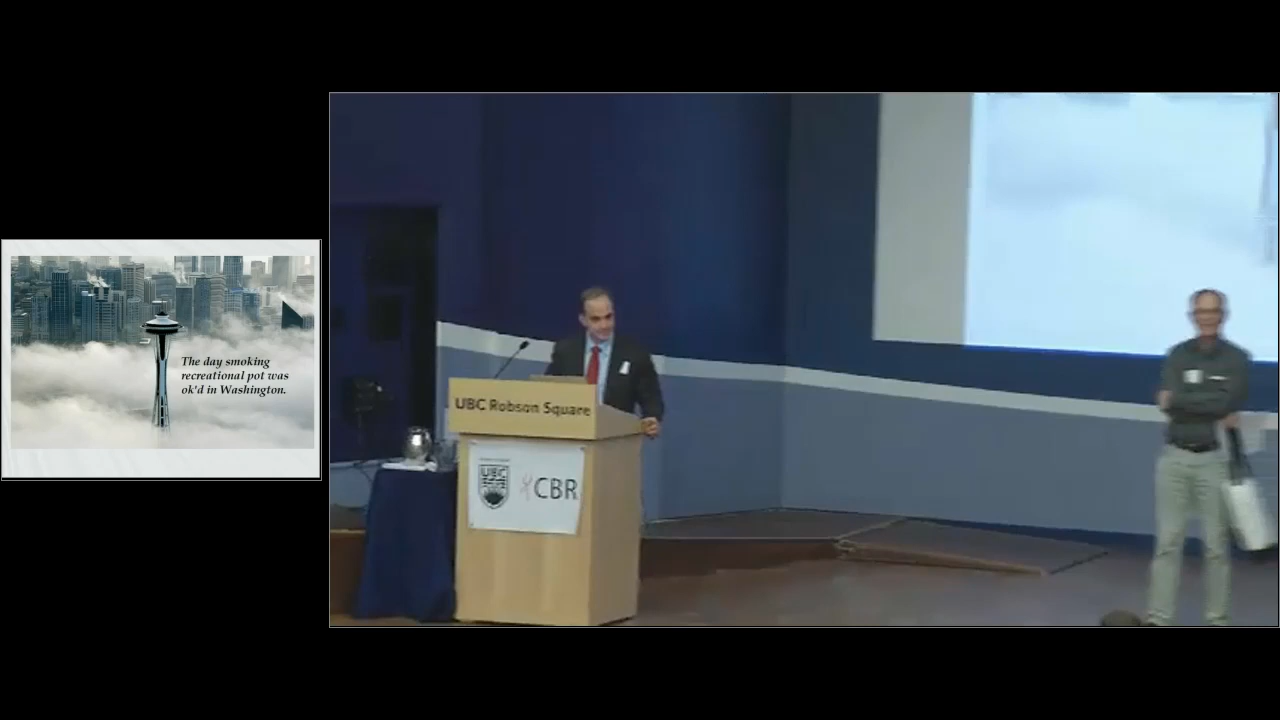 The day smoking
recreational pot was
ok'd in Washington.
UBC Robson Square
UBC
CBR